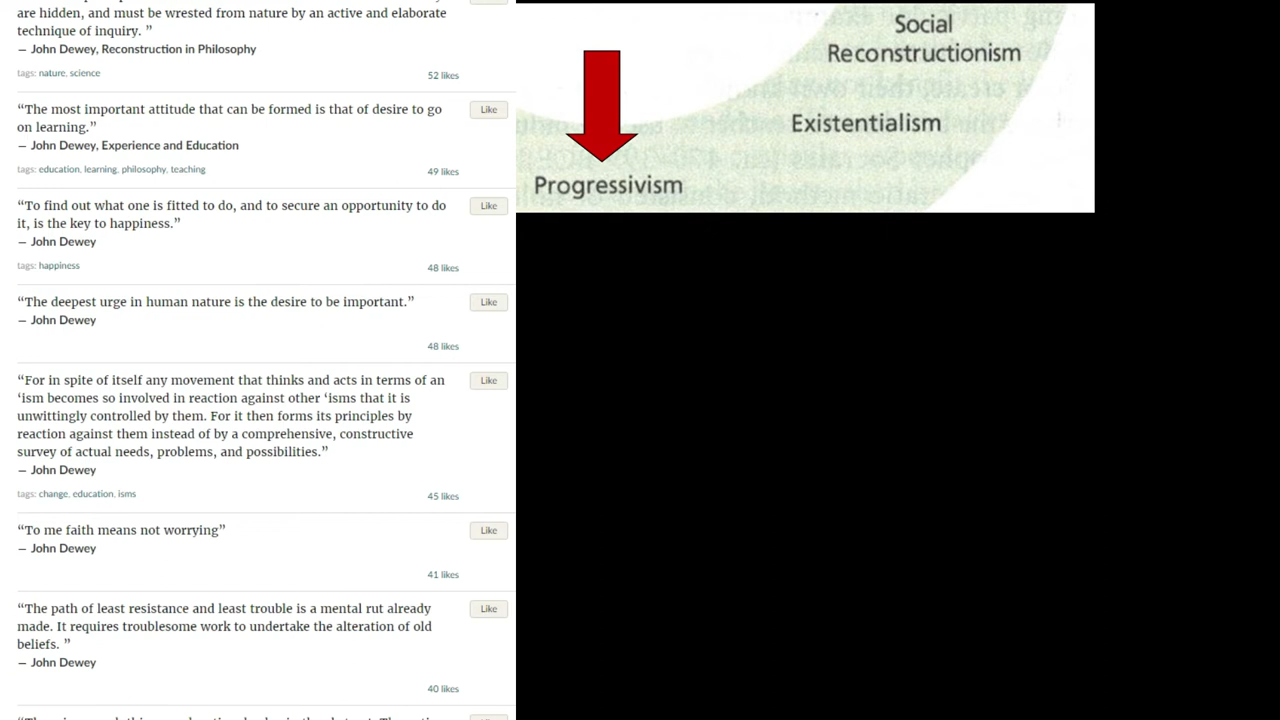 are hidden, and must be wrested from nature by an active and elaborate
technique of inquiry. ”
― John Dewey, Reconstruction in Philosophy
tags: nature, science
52 likes
“The most important attitude that can be formed is that of desire to go
on learning.”
― John Dewey, Experience and Education
Like
tags: education, learning, philosophy, teaching
49 likes
“To find out what one is fitted to do, and to secure an opportunity to do
it, is the key to happiness.”
― John Dewey
Like
tags: happiness
48 likes
“The deepest urge in human nature is the desire to be important.”
― John Dewey
Like
48 likes
“For in spite of itself any movement that thinks and acts in terms of an
‘ism becomes so involved in reaction against other ‘isms that it is
unwittingly controlled by them. For it then forms its principles by
reaction against them instead of by a comprehensive, constructive
survey of actual needs, problems, and possibilities.”
― John Dewey
Like
tags: change, education, isms
45 likes
“To me faith means not worrying”
― John Dewey
Like
41 likes
“The path of least resistance and least trouble is a mental rut already
made. It requires troublesome work to undertake the alteration of old
beliefs. ”
― John Dewey
Like
40 likes
Social
Reconstructionism
Existentialism
Progressivism